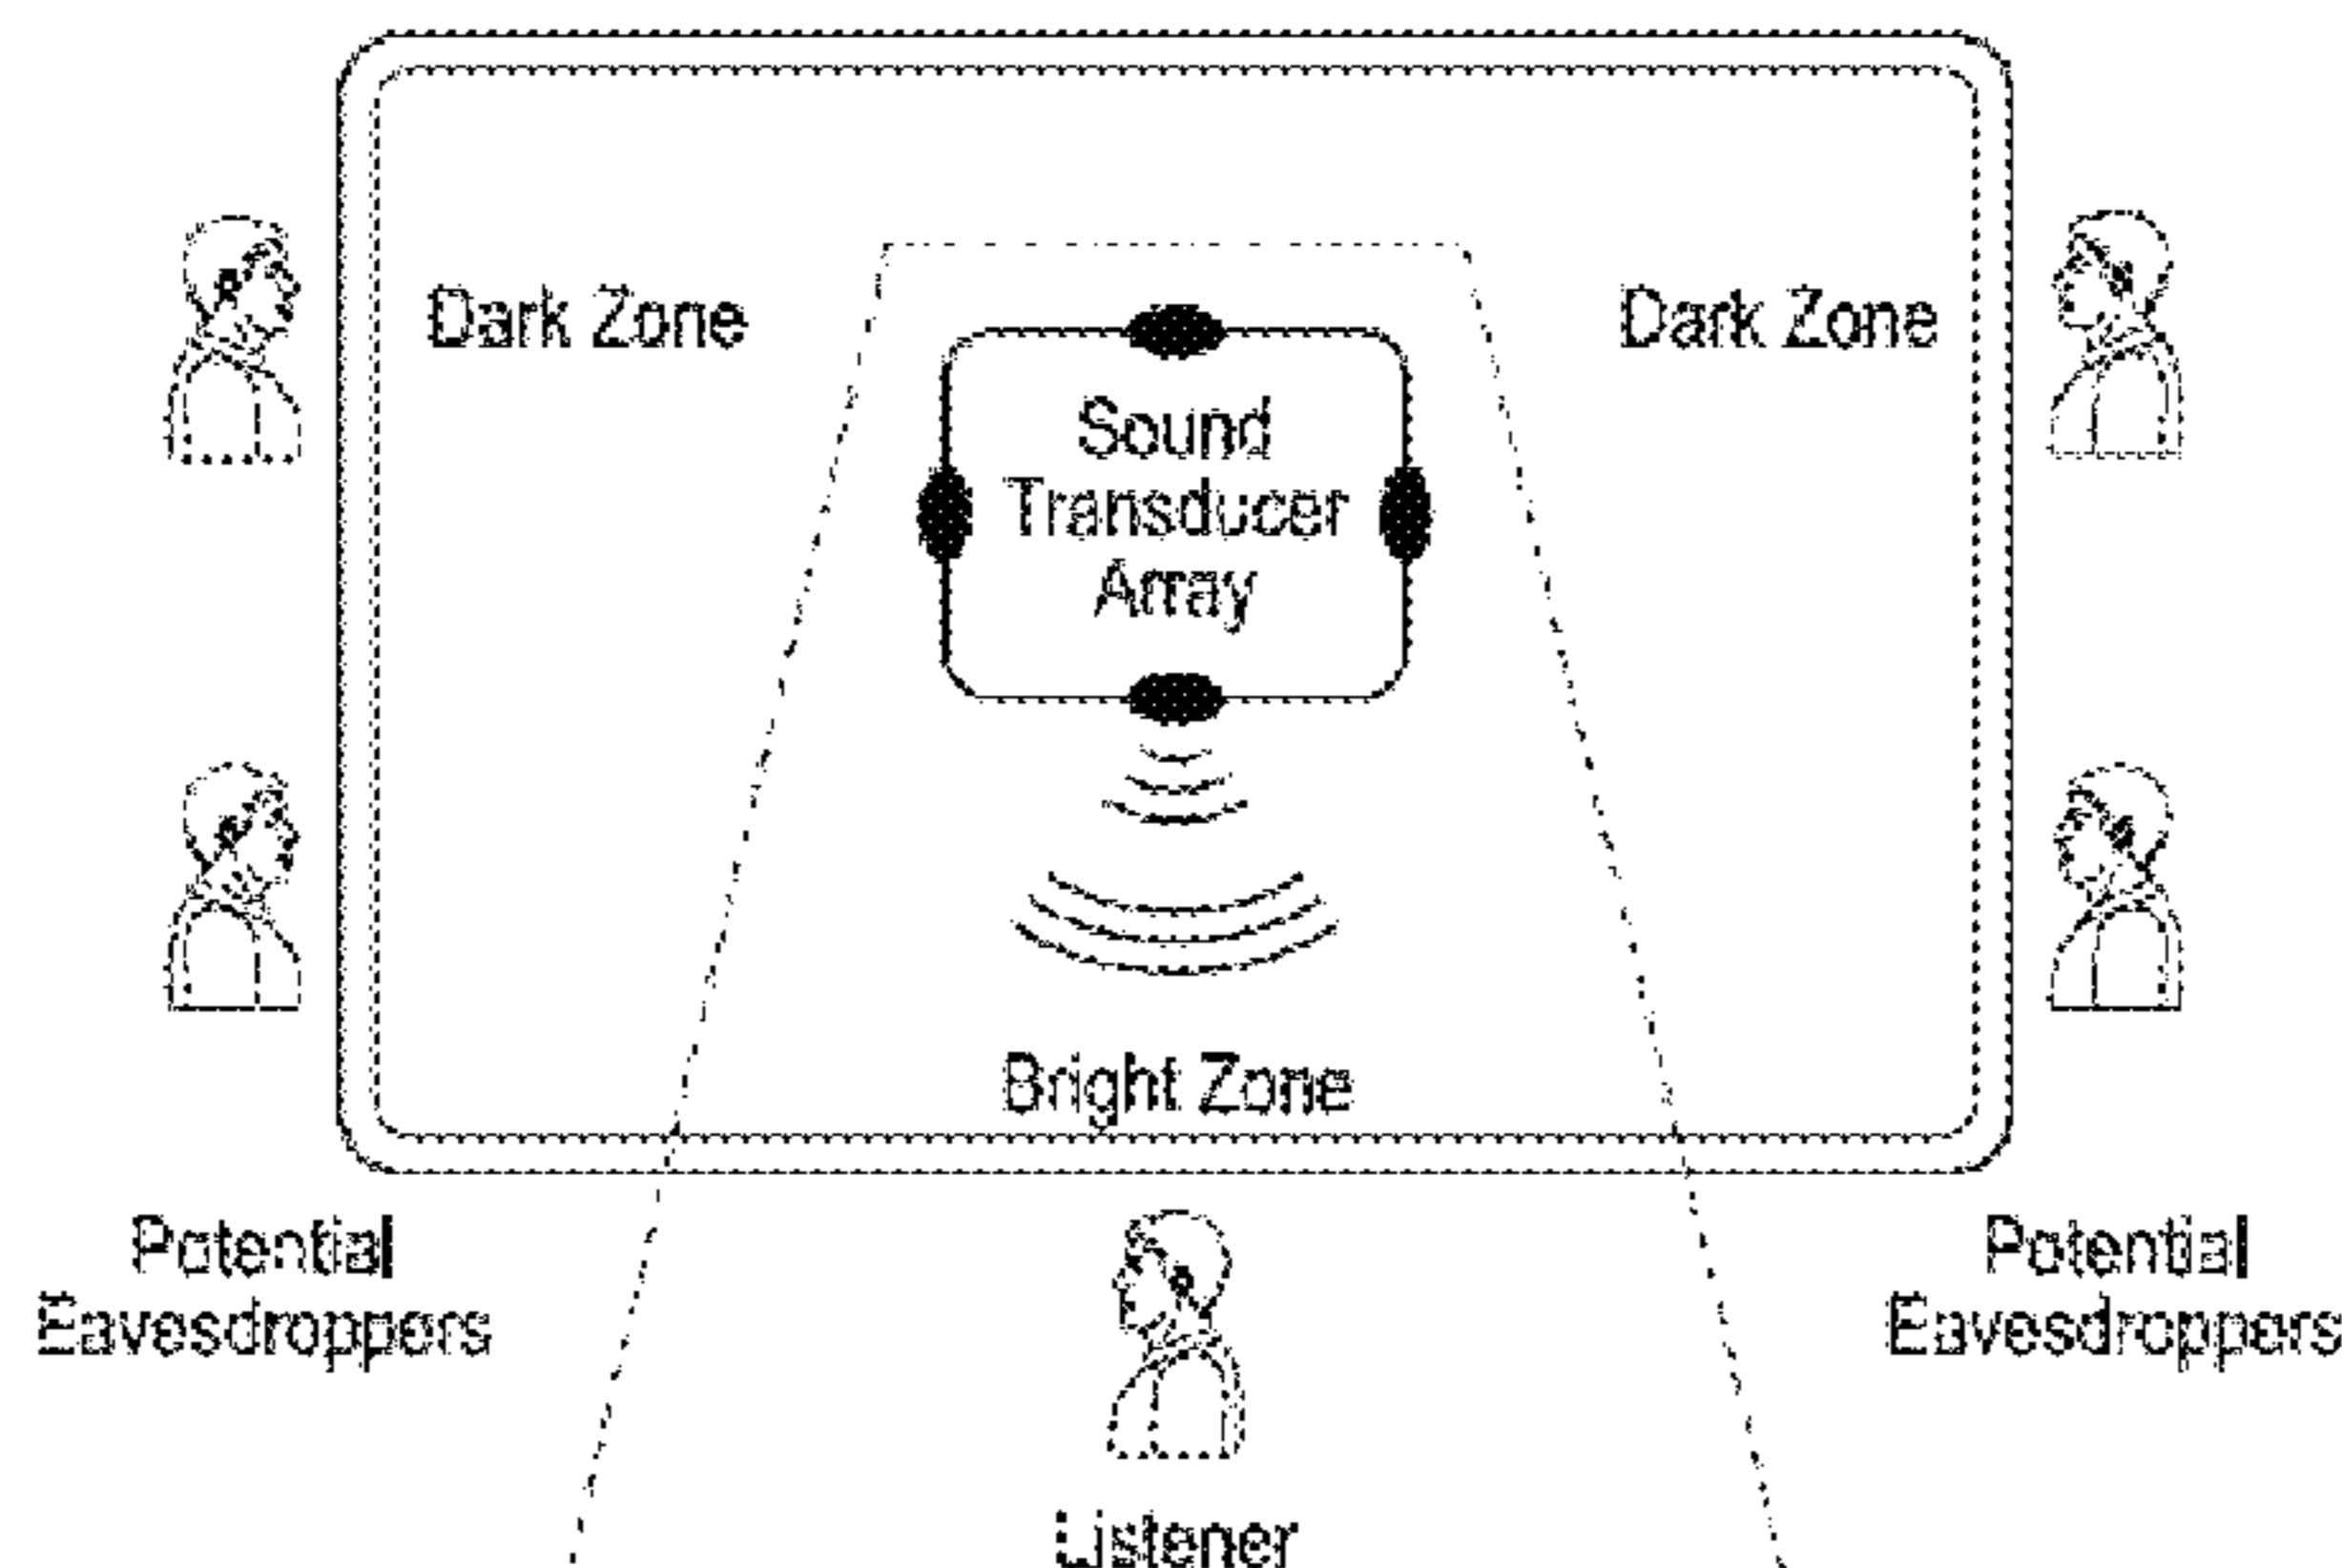 Dark Zone
Dark Zone
Sound
Transducer
Array
Bright Zone
Potential
Eavesdroppers
Potential
Eavesdroppers
Listener